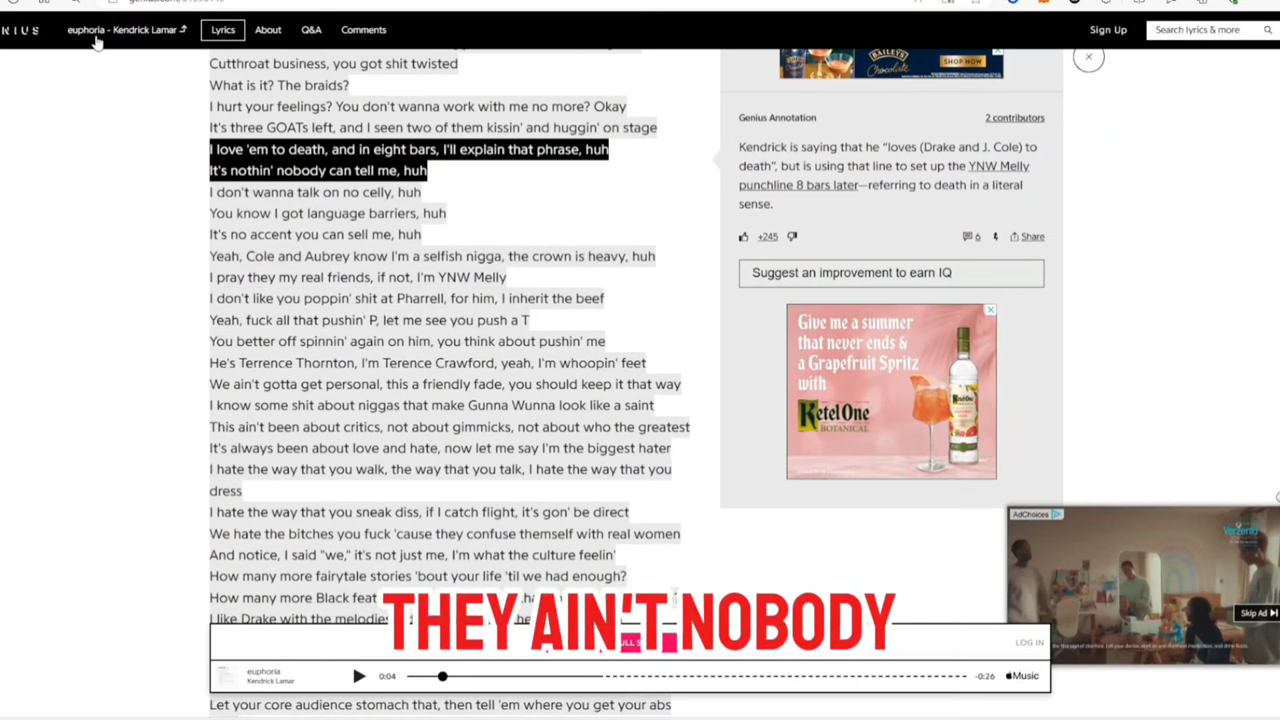 NIUS
euphoria - Kendrick Lamar
Lyrics
About
Q&A
Comments
Sign Up
Search lyrics & more
Cutthroat business, you got shit twisted
What is it? The braids?
I hurt your feelings? You don't wanna work with me no more? Okay
It's three GOATs left, and I seen two of them kissin' and huggin' on stage
I love 'em to death, and in eight bars, I'll explain that phrase, huh
It's nothin' nobody can tell me, huh
I don't wanna talk on no celly, huh
You know I got language barriers, huh
It's no accent you can sell me, huh
Yeah, Cole and Aubrey know I'm a selfish nigga, the crown is heavy, huh
I pray they my real friends, if not, I'm YNW Melly
I don't like you poppin' shit at Pharrell, for him, I inherit the beef
Yeah, fuck all that pushin' P, let me see you push a T
You better off spinnin' again on him, you think about pushin' me
He's Terrence Thornton, I'm Terence Crawford, yeah, I'm whoopin' feet
We ain't gotta get personal, this a friendly fade, you should keep it that way
I know some shit about niggas that make Gunna Wunna look like a saint
This ain't been about critics, not about gimmicks, not about who the greatest
It's always been about love and hate, now let me say I'm the biggest hater
I hate the way that you walk, the way that you talk, I hate the way that you
dress
I hate the way that you sneak diss, if I catch flight, it's gon' be direct
We hate the bitches you fuck 'cause they confuse themself with real women
And notice, I said "we," it's not just me, I'm what the culture feelin'
How many more fairytale stories 'bout your life 'til we had enough?
How many more Black feat
I like Drake with the melodies
THEY AIN'T NOBODY
LOG IN
euphoria
Kendrick Lamar
0:04
-0:26
Music
Let your core audience stomach that, then tell 'em where you get your abs
BAILEYS
Chocolate
SHOP NOW
Genius Annotation
2 contributors
Kendrick is saying that he "loves (Drake and J. Cole) to
death", but is using that line to set up the YNW Melly
punchline 8 bars later—referring to death in a literal
sense.
+245
6
Share
Suggest an improvement to earn IQ
Give me a summer
that never ends &
a Grapefruit Spritz
with
Ketel One
BOTANICAL
AdChoices
Verzenio
Skip Ad